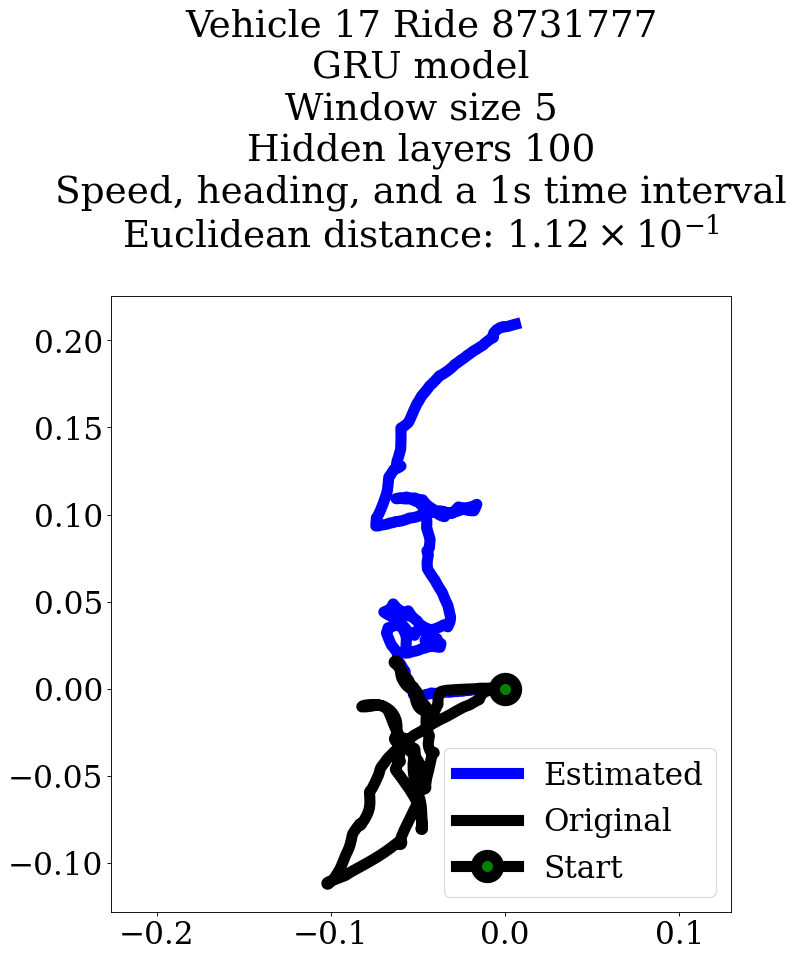 Vehicle 17 Ride 8731777
GRU model
Window size 5
Hidden layers 100
Speed, heading, and a 1s time interval
Euclidean distance: 1.12 × 10⁻¹
0.20
0.15
0.10
0.05
0.00
−0.05
−0.10
Estimated
Original
Start
−0.2
−0.1
0.0
0.1